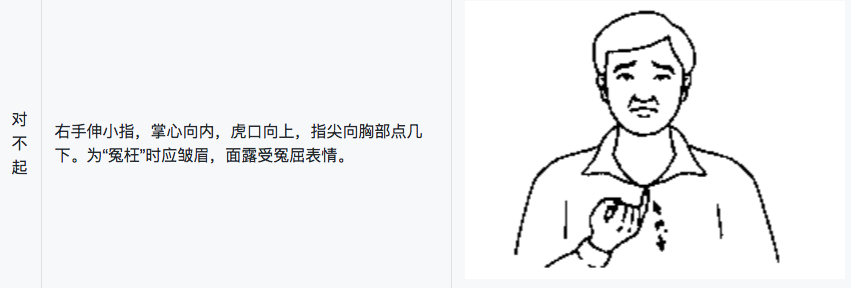 对
不
起
右手伸小指，掌心向内，虎口向上，指尖向胸部点几
下。为“冤枉”时应皱眉，面露受冤屈表情。